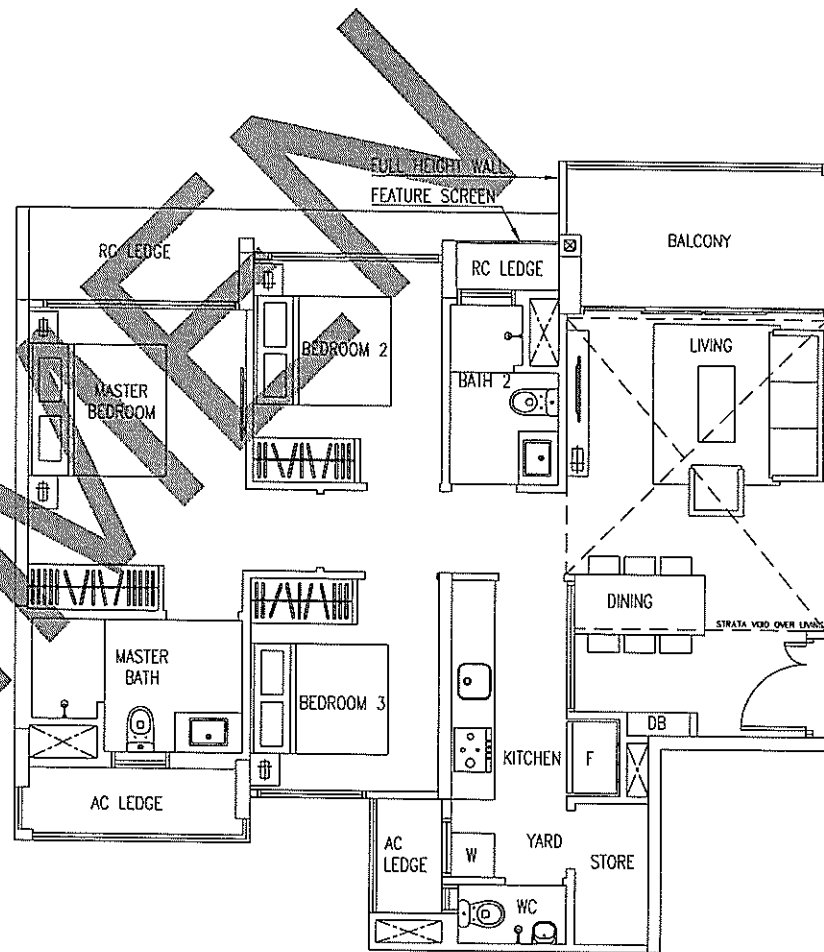 FULL HEIGHT WALL
FEATURE SCREEN
RC LEDGE
RC LEDGE
BALCONY
BEDROOM 2
LIVING
MASTER
BEDROOM
BATH 2
DINING
STRATA VOID OVER LIVING
MASTER
BATH
BEDROOM 3
DB
KITCHEN
F
AC LEDGE
AC
LEDGE
W
YARD
STORE
WC